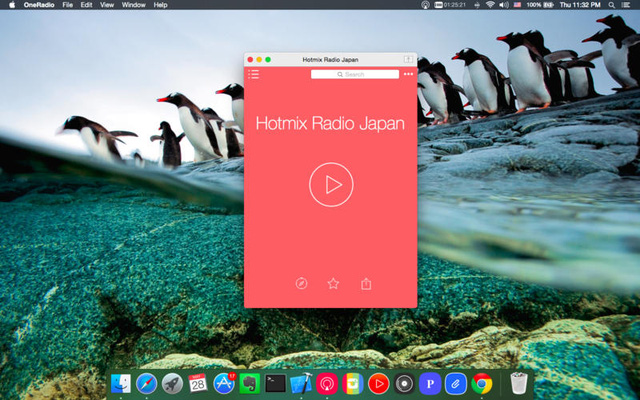 OneRadio File Edit View Window Help
01:25:21
100%
Thu 11:32 PM
Hotmix Radio Japan
Search
Hotmix Radio Japan
28
17
P